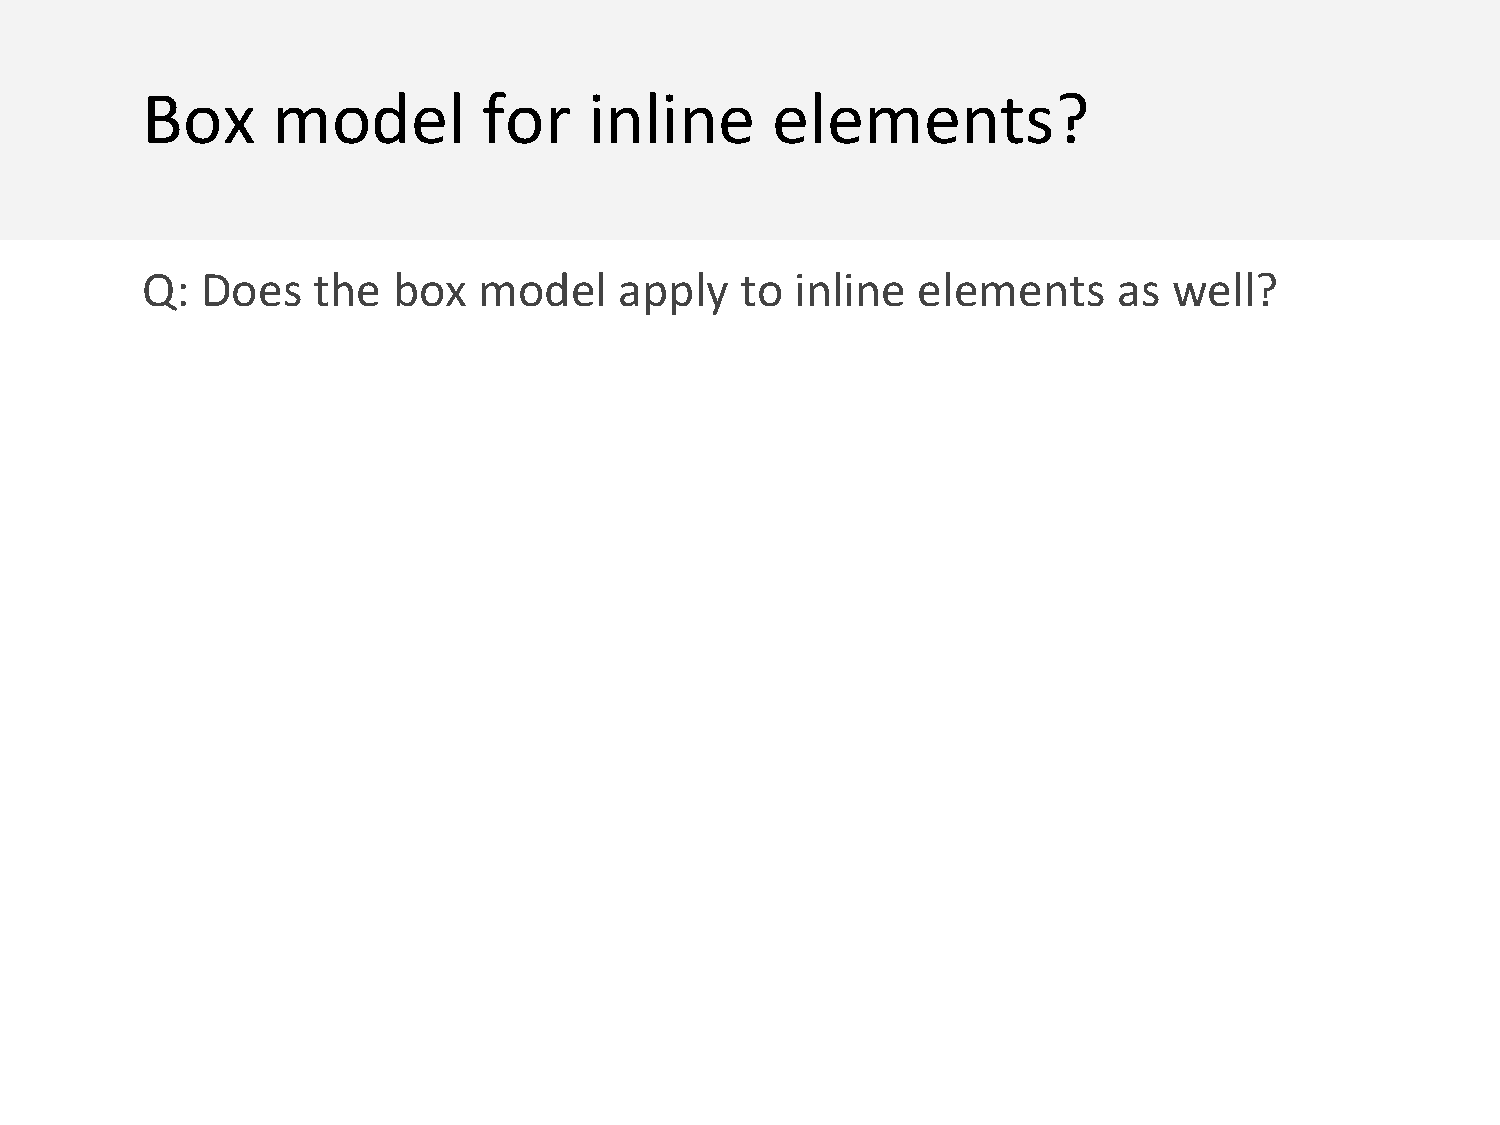 Box model for inline elements?
Q: Does the box model apply to inline elements as well?